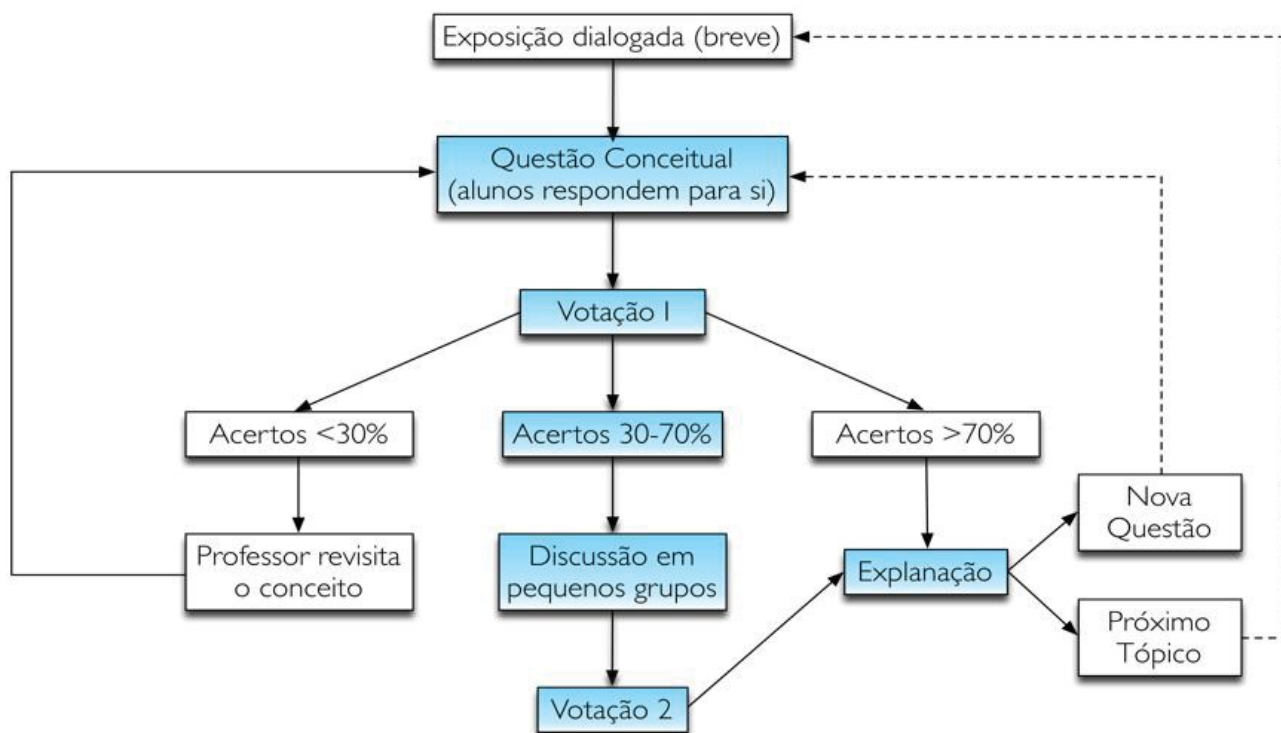 Exposição dialogada (breve)
Questão Conceitual
(alunos respondem para si)
Votação I
Acertos <30%
Acertos 30-70%
Acertos >70%
Professor revisita
o conceito
Discussão em
pequenos grupos
Explanação
Nova
Questão
Próximo
Tópico
Votação 2